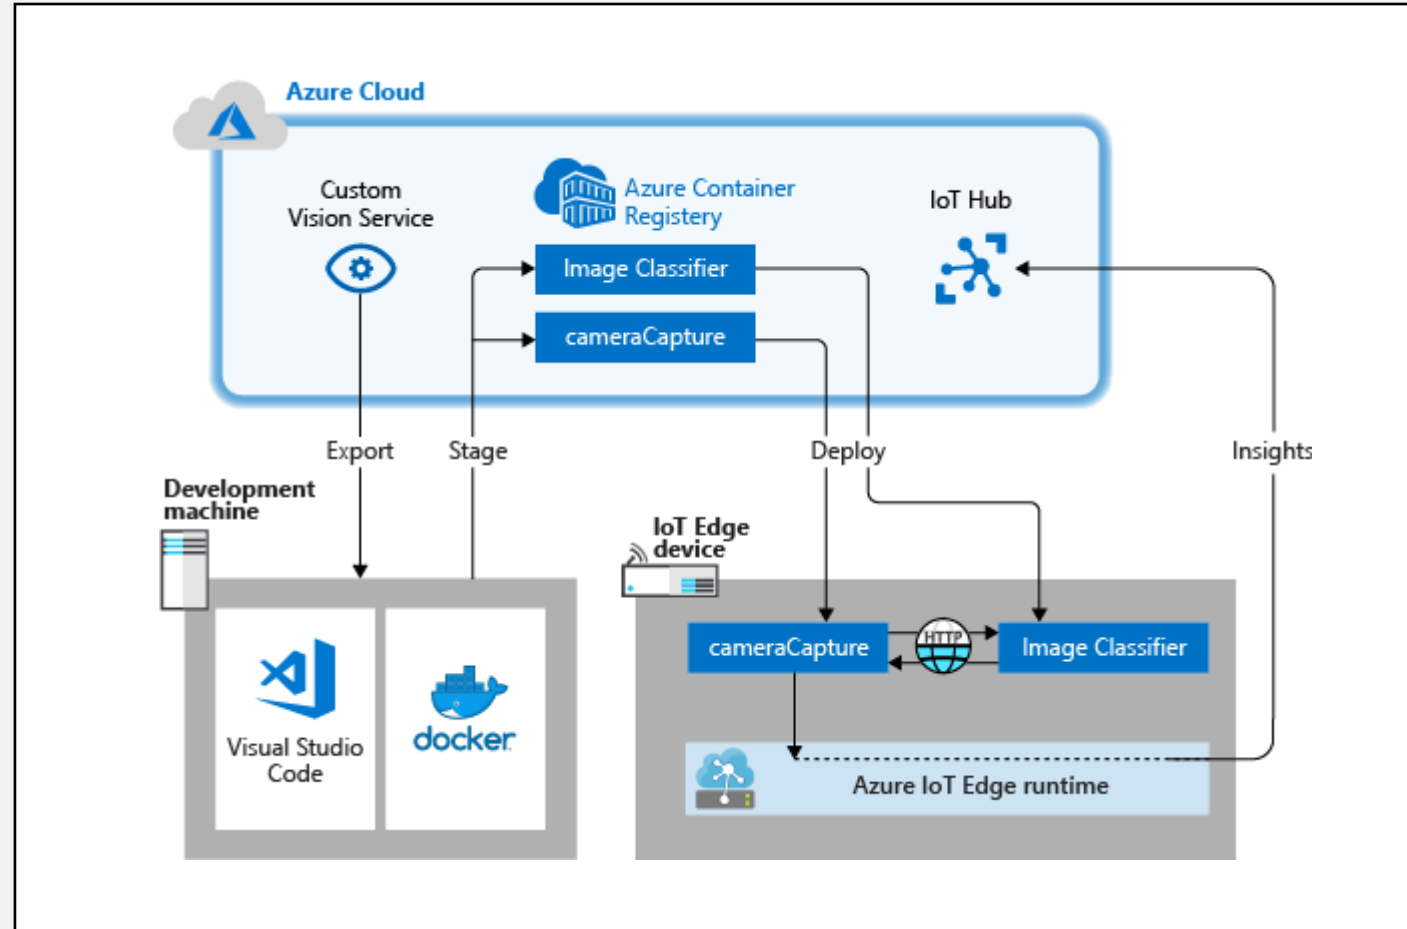 Azure Cloud
Custom
Vision Service
Azure Container
Registery
IoT Hub
Image Classifier
cameraCapture
Export
Stage
Deploy
Insights
Development
machine
IoT Edge
device
cameraCapture
HTTP
Image Classifier
Visual Studio
Code
docker
Azure IoT Edge runtime